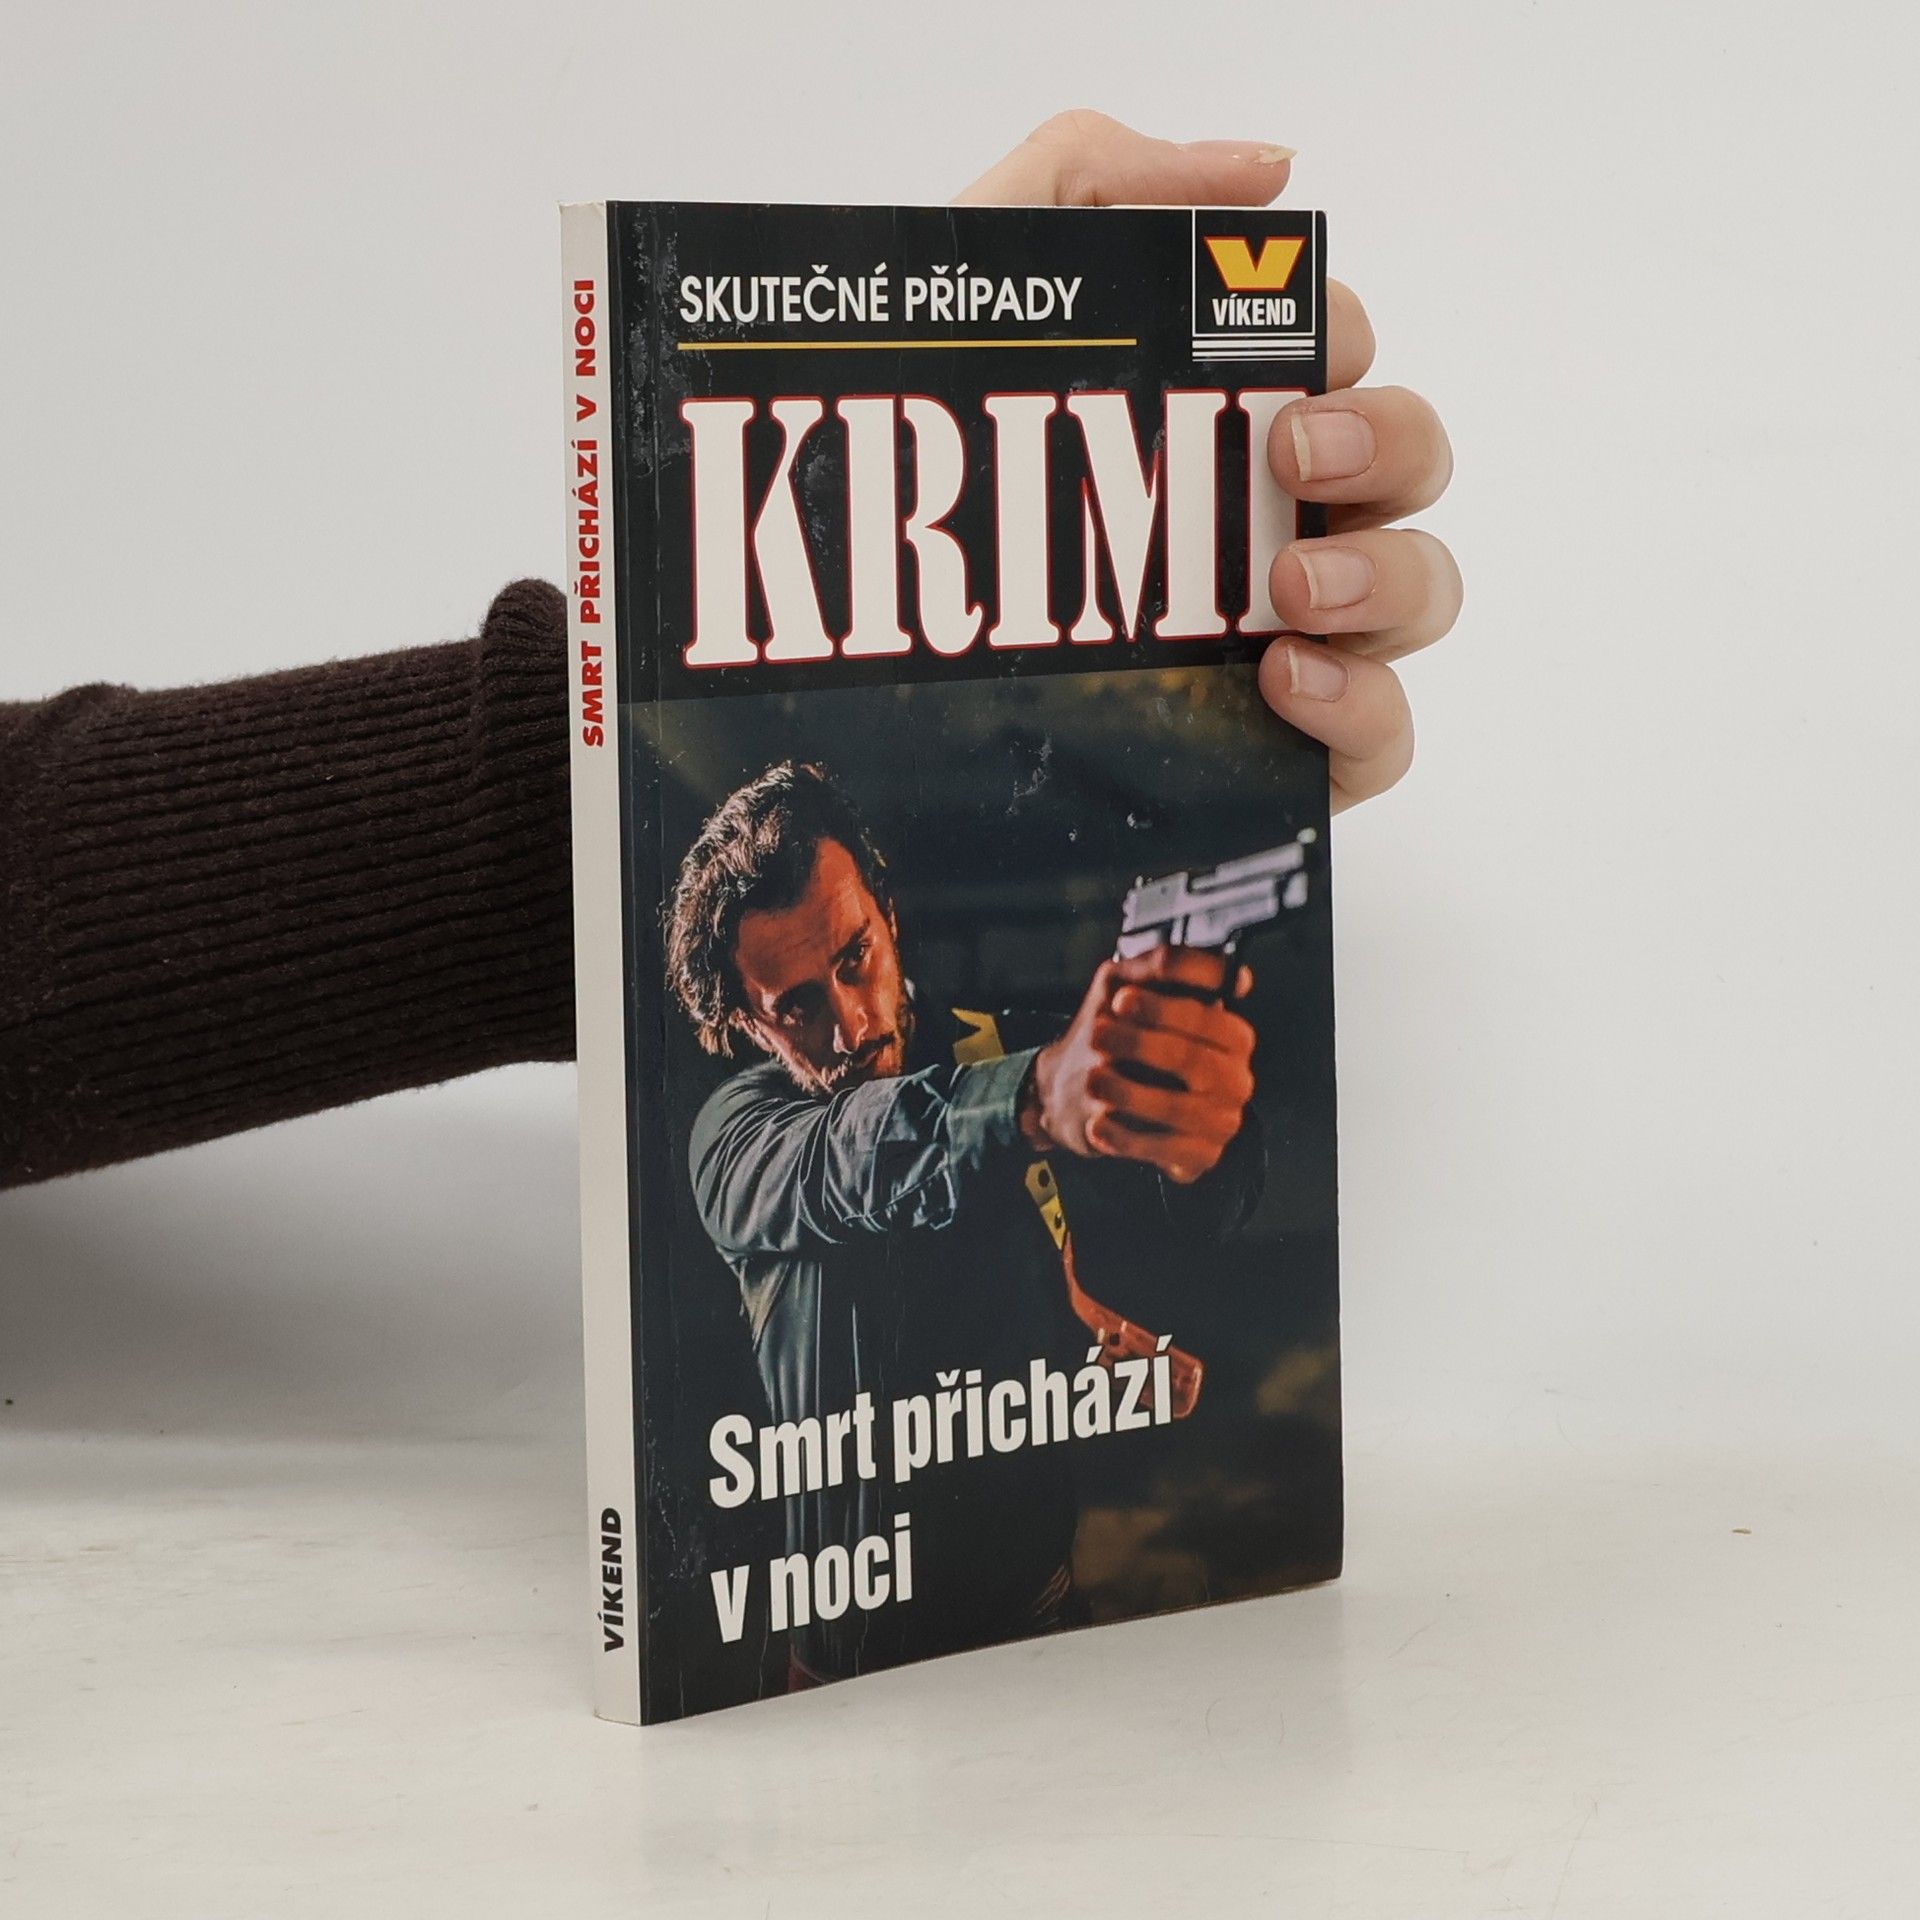 SKUTEČNÉ PŘÍPADY
VÍKEND
KRIMI
Smrt přichází
v noci
SMRT PŘICHÁZÍ V NOCI
VÍKEND